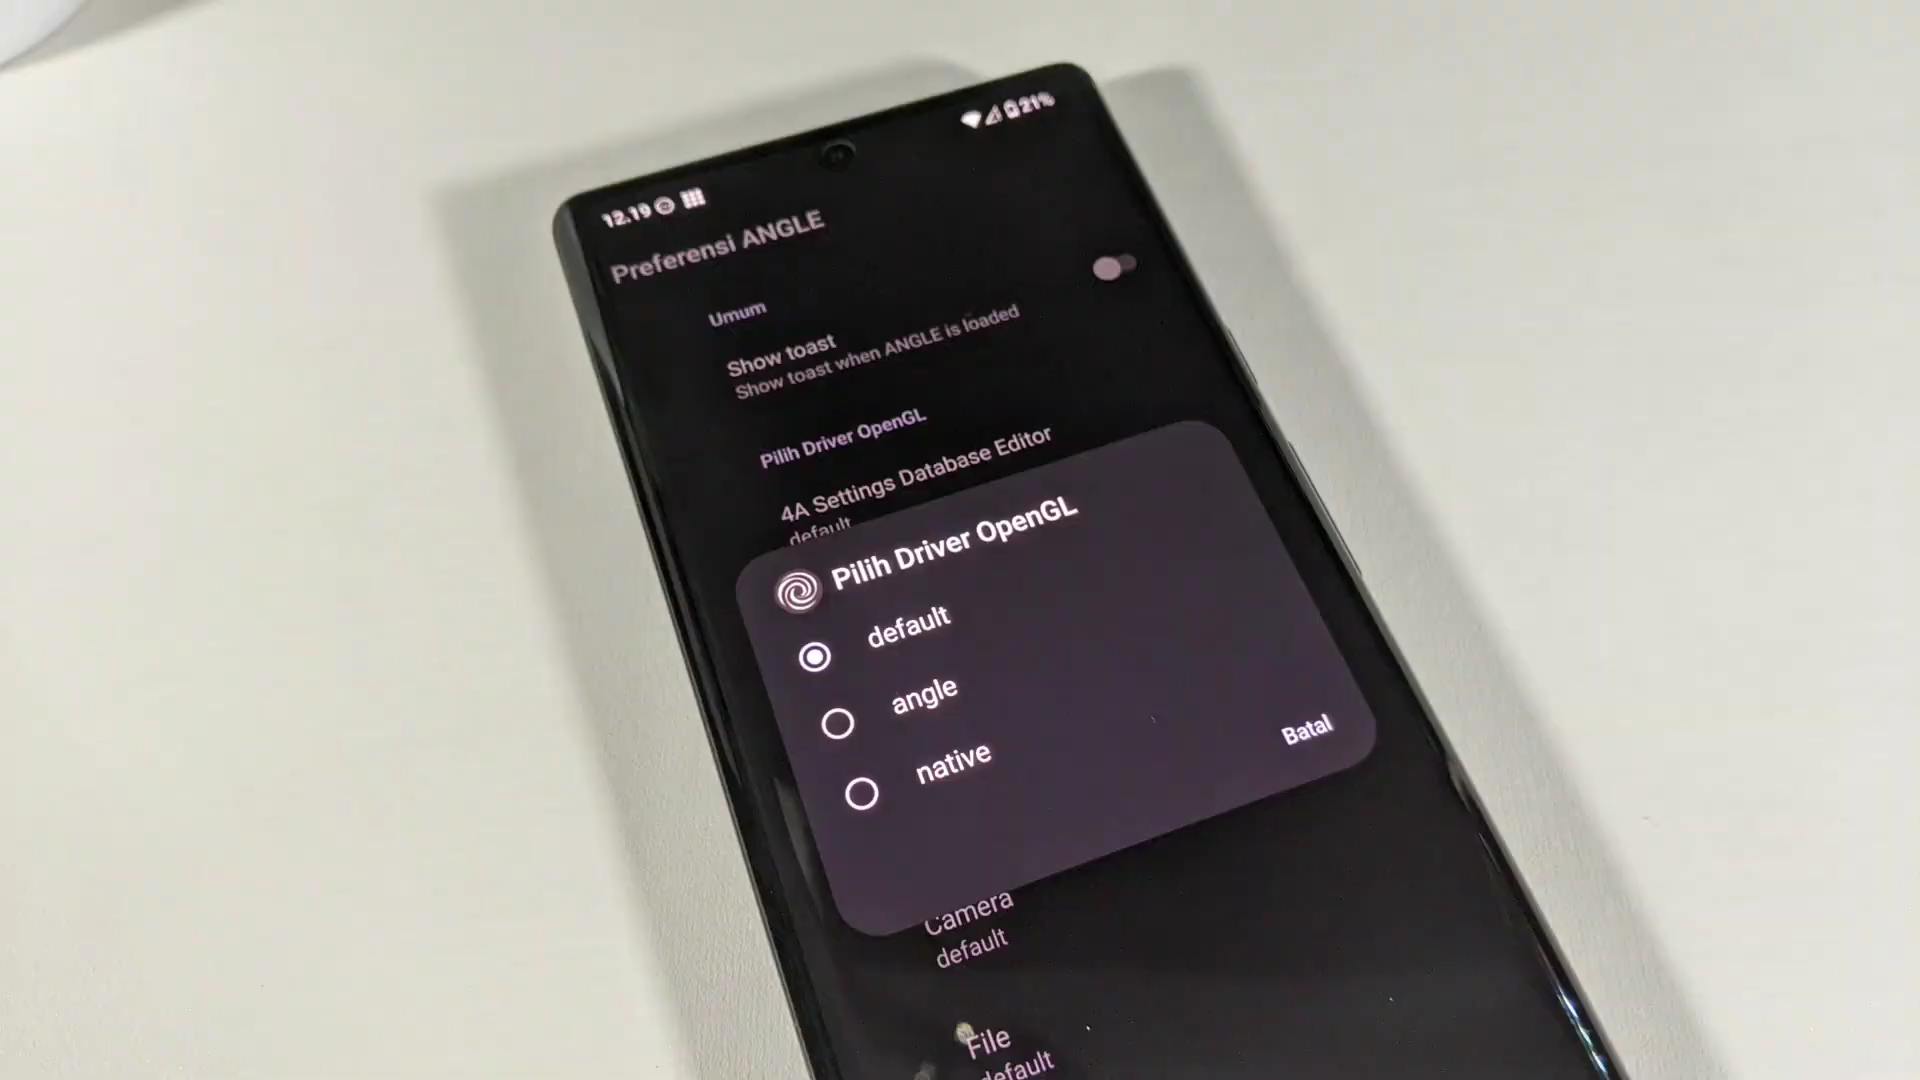 12.19
21%
Preferensi ANGLE
Umum
Show toast
Show toast when ANGLE is loaded
Pilih Driver OpenGL
4A Settings Database Editor
default
Pilih Driver OpenGL
default
angle
native
Batal
Camera
default
File
default